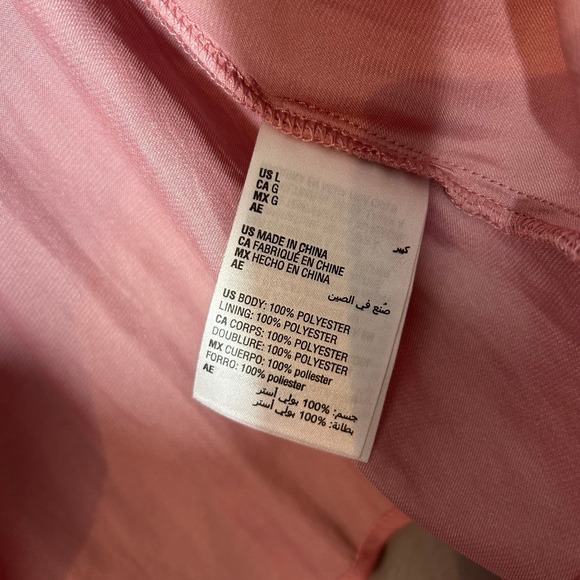 US L
CA G
MX G
AE
كبير
US MADE IN CHINA
CA FABRIQUÉ EN CHINE
MX HECHO EN CHINA
AE
صُنع في الصين
US BODY: 100% POLYESTER
LINING: 100% POLYESTER
CA CORPS: 100% POLYESTER
DOUBLURE: 100% POLYESTER
MX CUERPO: 100% poliester
FORRO: 100% poliester
AE
جسم: 100% بولي أستر
بطانة: 100% بولي أستر